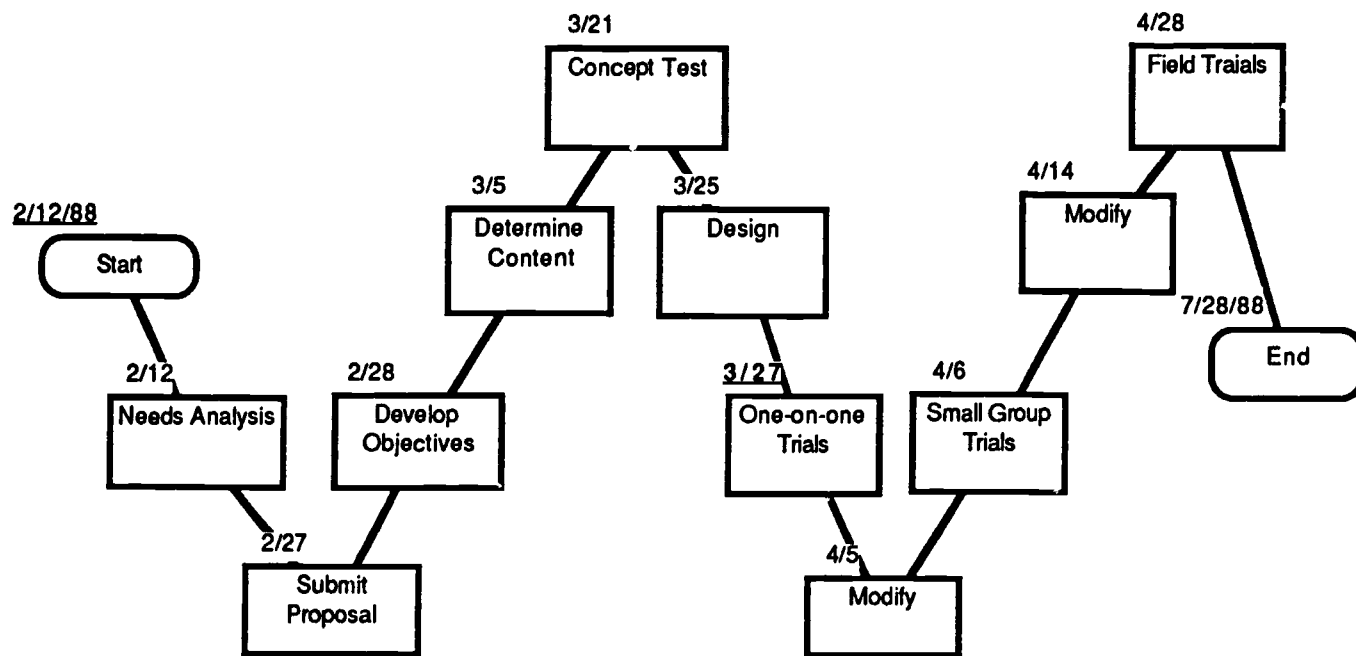 2/12/88
Start
2/12
Needs Analysis
2/27
Submit
Proposal
2/28
Develop
Objectives
3/5
Determine
Content
3/21
Concept Test
3/25
Design
3/27
One-on-one
Trials
4/5
Modify
4/6
Small Group
Trials
4/14
Modify
4/28
Field Traials
7/28/88
End